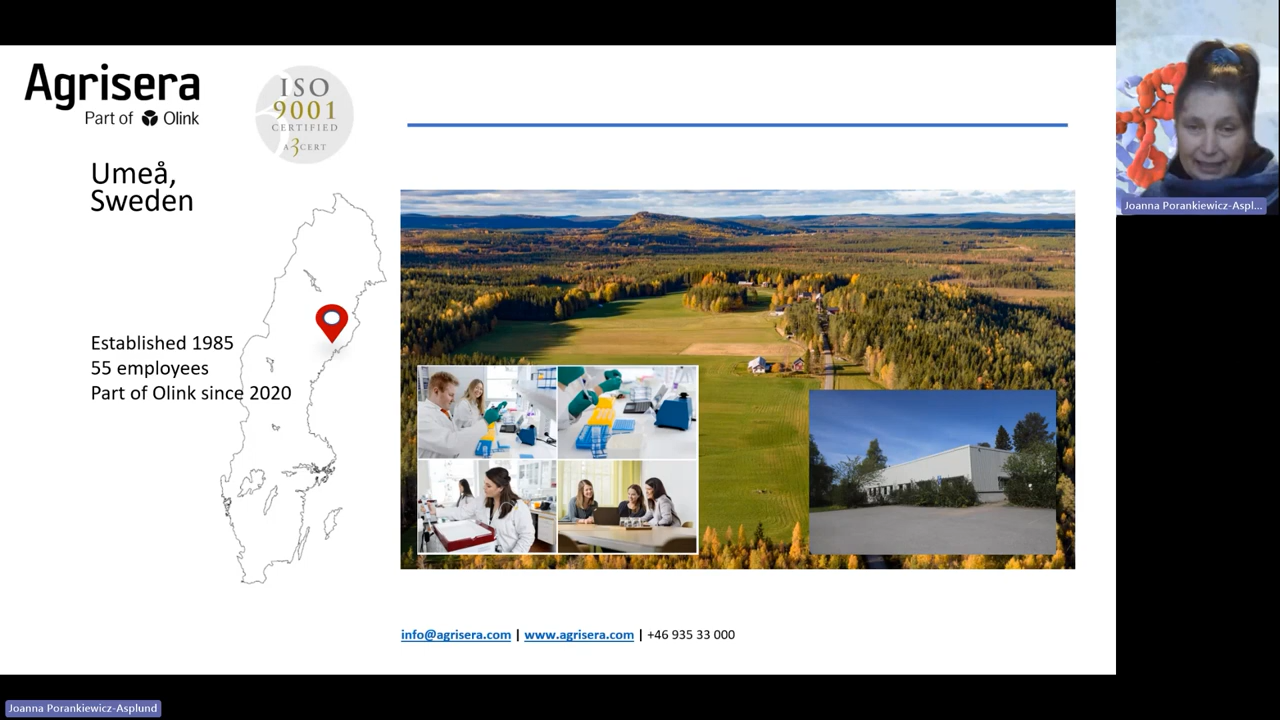 Agrisera
Part of Olink
ISO
9001
CERTIFIED
A3CERT
Umeå,
Sweden
Established 1985
55 employees
Part of Olink since 2020
info@agrisera.com | www.agrisera.com | +46 935 33 000
Joanna Porankiewicz-Aspl...
Joanna Porankiewicz-Asplund